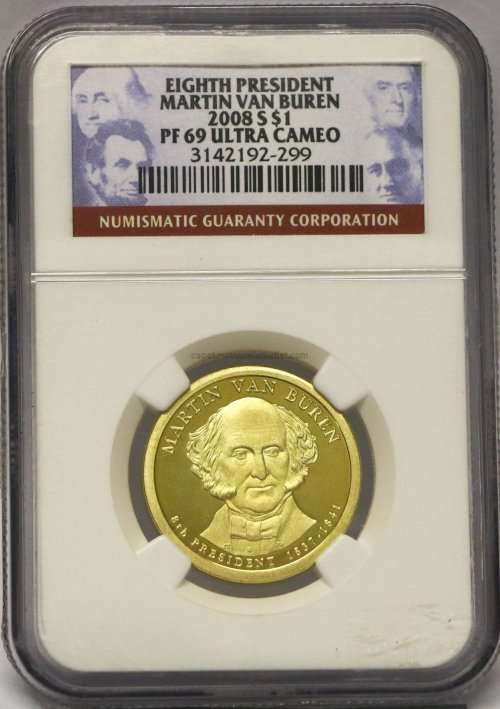 EIGHTH PRESIDENT
MARTIN VAN BUREN
2008 S $1
PF 69 ULTRA CAMEO
3142192-299
NUMISMATIC GUARANTY CORPORATION
MARTIN VAN BUREN
8th PRESIDENT 1837-1841